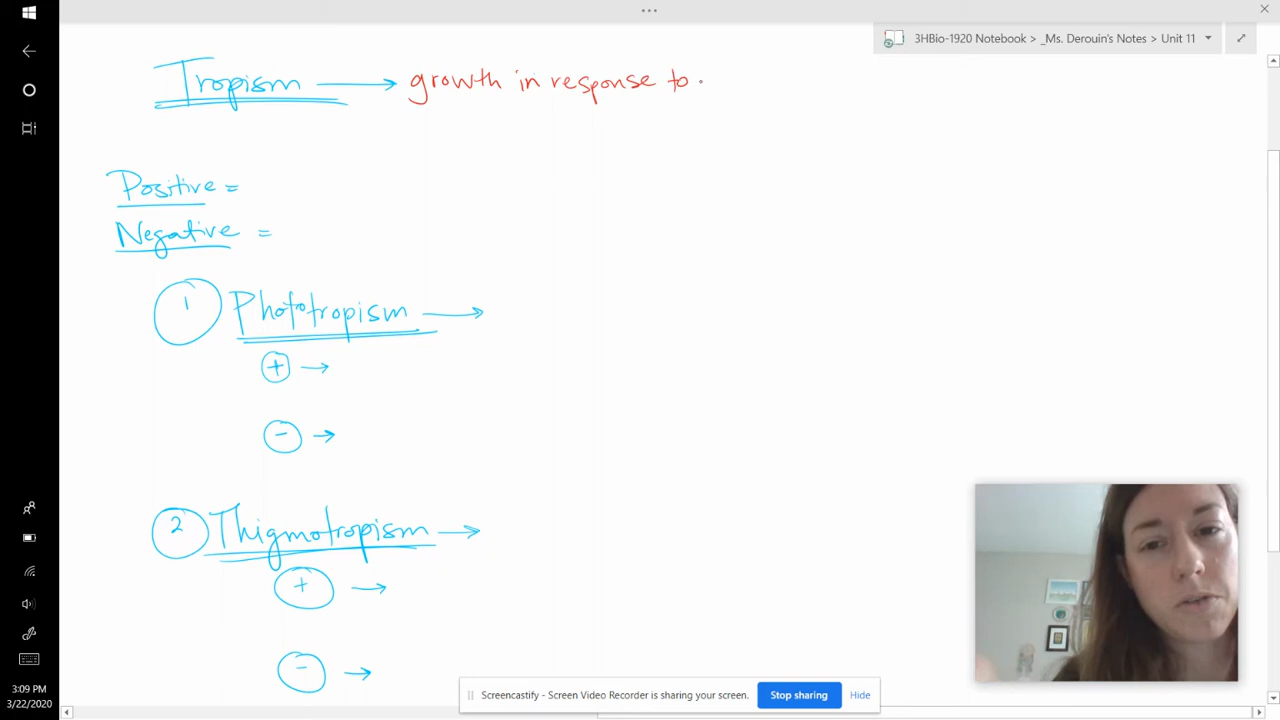 3HBio-1920 Notebook > _Ms. Derouin's Notes > Unit 11
Tropism → growth in response to
Positive =
Negative =
1 Phototropism →
+ →
- →
2 Thigmotropism →
+ →
- →
Screencastify - Screen Video Recorder is sharing your screen. Stop sharing Hide
3:09 PM
3/22/2020